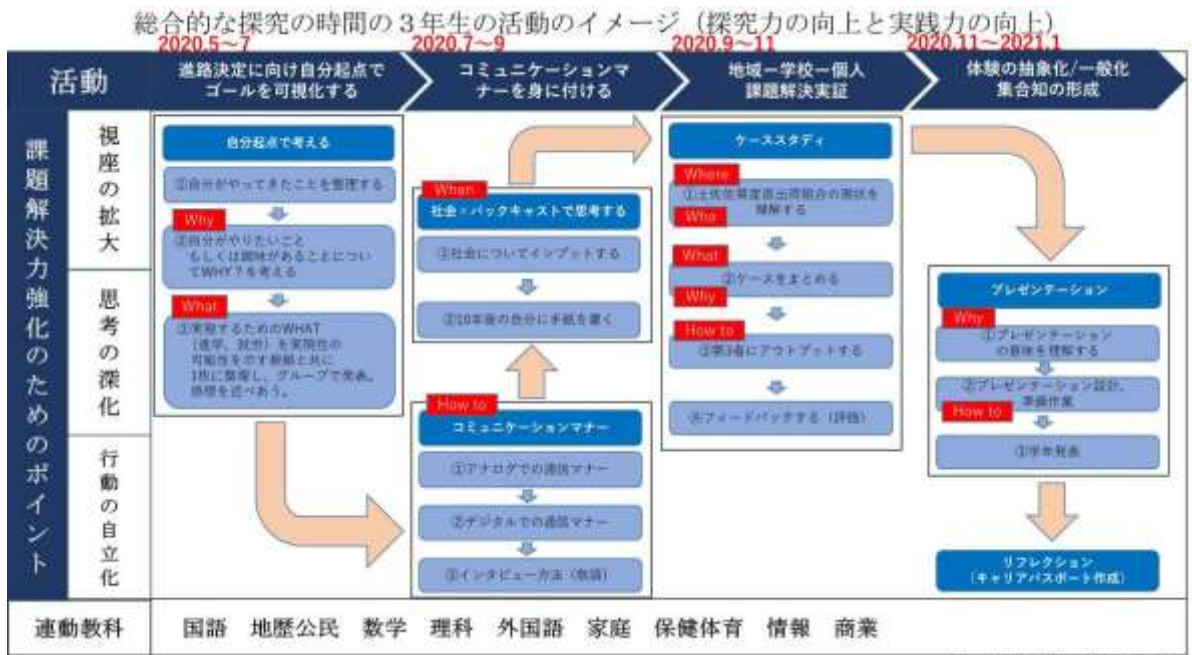 総合的な探究の時間の3年生の活動のイメージ（探究力の向上と実践力の向上）
2020.5～7
2020.7～9
2020.9～11
2020.11～2021.1
活動
進路決定に向け自分起点で
ゴールを可視化する
コミュニケーションマ
ナーを身に付ける
地域ー学校ー個人
課題解決実証
体験の抽象化/一般化
集合知の形成
課題解決力強化のためのポイント
視座の拡大
思考の深化
行動の自立化
自分起点で考える
①自分がやってきたことを整理する
Why
②自分がやりたいこと
もしくは興味があることについ
てWHY？を考える
What
③実現するためのWHAT
（進学、就労）を実現性の
可能性を示す根拠と共に
1枚に整理し、グループで発表。
感想を述べあう。
When
社会×バックキャストで思考する
①社会についてインプットする
②10年後の自分に手紙を書く
How to
コミュニケーションマナー
①アナログでの通信マナー
②デジタルでの通信マナー
③インタビュー方法（敬語）
ケーススタディ
Where
の現状を
理解する
Who
What
②ケースをまとめる
Why
How to
③第3者にアウトプットする
④フィードバックする（評価）
プレゼンテーション
Why
①プレゼンテーション
の意味を理解する
②プレゼンテーション設計、
準備作業
How to
③学年発表
リフレクション
（キャリアパスポート作成）
連動教科
国語 地歴公民 数学 理科 外国語 家庭 保健体育 情報 商業